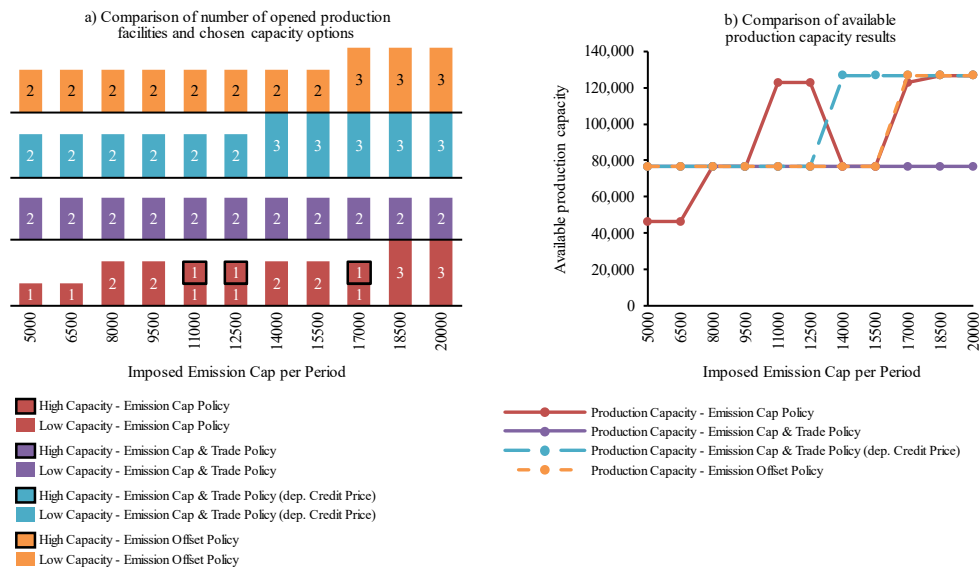 a) Comparison of number of opened production
facilities and chosen capacity options
2 2 2 2 2 2 2 2 3 3 3
2 2 2 2 2 2 3 3 3 3 3
2 2 2 2 2 2 2 2 2 2 2
1 1 2 2 1 1 2 2 1 3 3
1 1 1
5000 6500 8000 9500 11000 12500 14000 15500 17000 18500 20000
Imposed Emission Cap per Period
High Capacity - Emission Cap Policy
Low Capacity - Emission Cap Policy
High Capacity - Emission Cap & Trade Policy
Low Capacity - Emission Cap & Trade Policy
High Capacity - Emission Cap & Trade Policy (dep. Credit Price)
Low Capacity - Emission Cap & Trade Policy (dep. Credit Price)
High Capacity - Emission Offset Policy
Low Capacity - Emission Offset Policy
b) Comparison of available
production capacity results
Available production capacity
140,000
120,000
100,000
80,000
60,000
40,000
20,000
0
5000 6500 8000 9500 11000 12500 14000 15500 17000 18500 20000
Imposed Emission Cap per Period
Production Capacity - Emission Cap Policy
Production Capacity - Emission Cap & Trade Policy
Production Capacity - Emission Cap & Trade Policy (dep. Credit Price)
Production Capacity - Emission Offset Policy